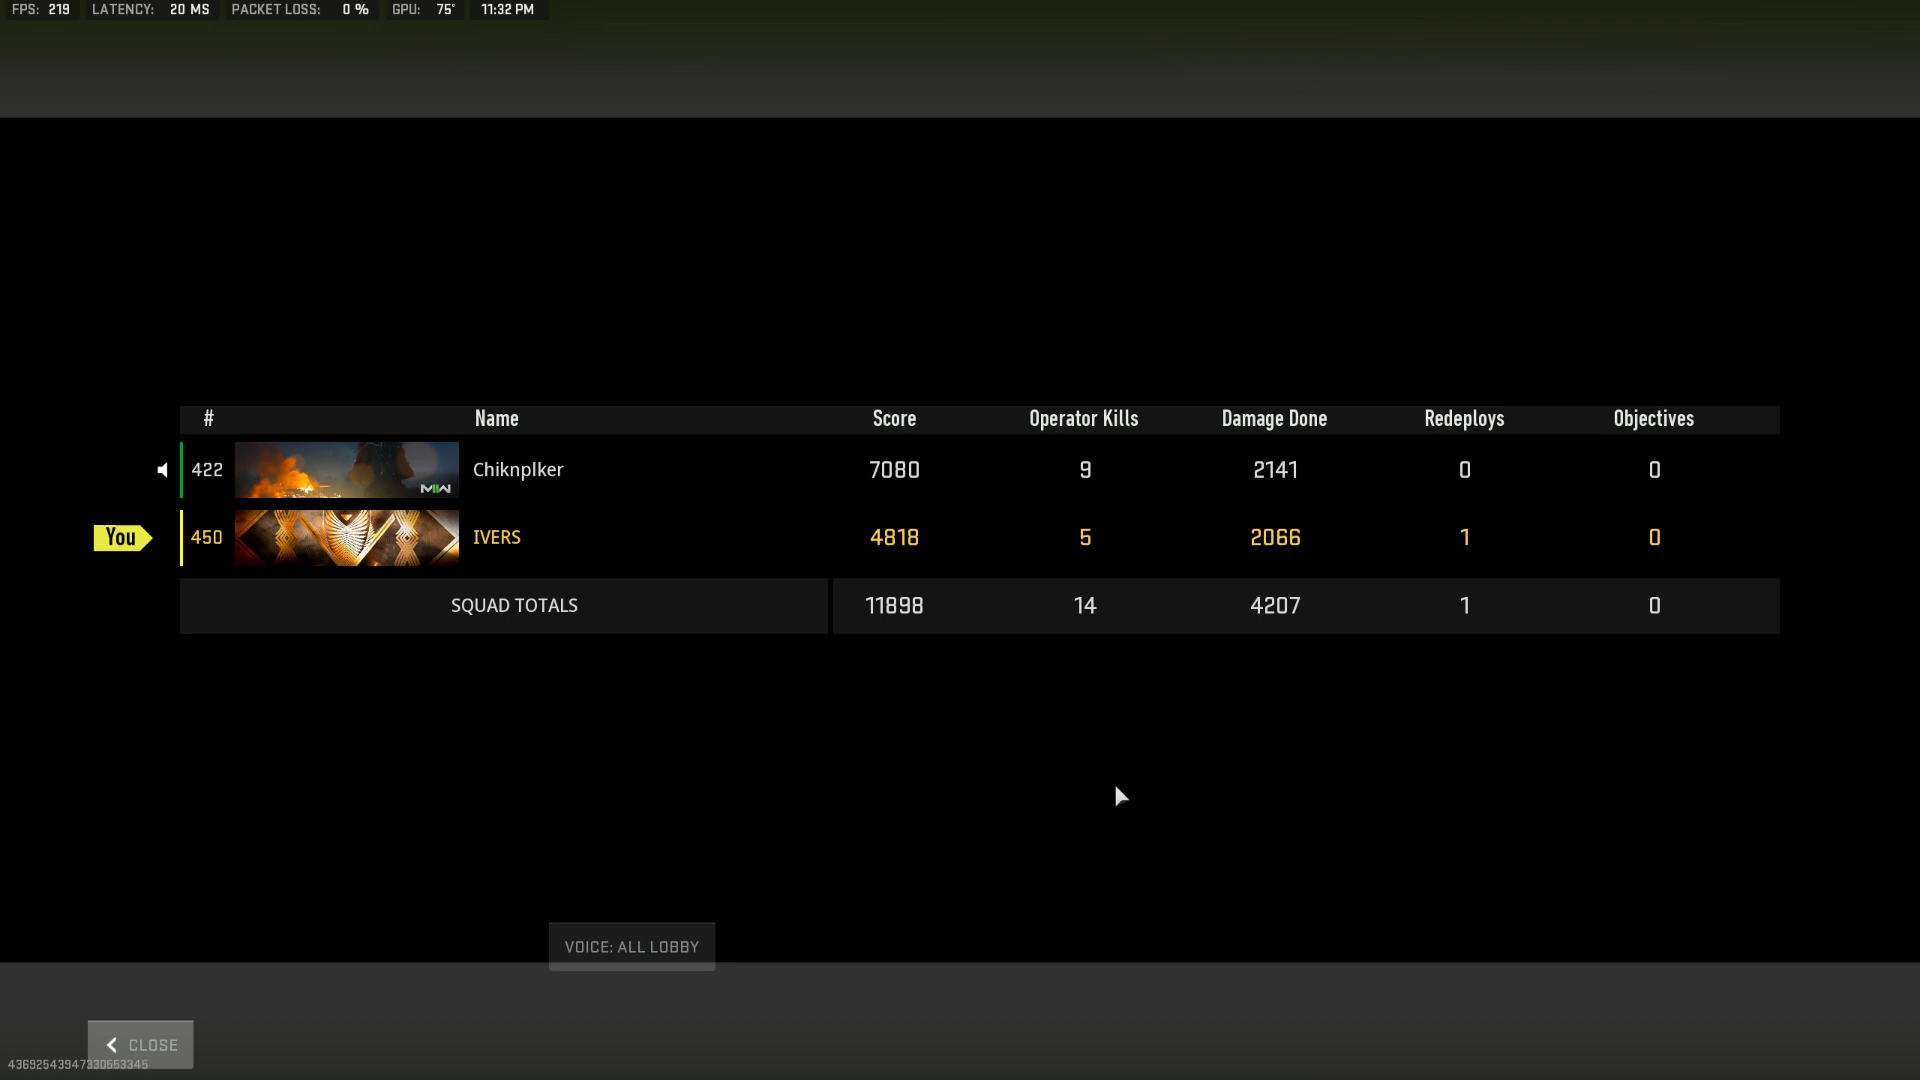 FPS: 219 LATENCY: 20 MS PACKET LOSS: 0 % GPU: 75° 11:32 PM
# Name Score Operator Kills Damage Done Redeploys Objectives
422 MWII Chiknplker 7080 9 2141 0 0
You 450 IVERS 4818 5 2066 1 0
SQUAD TOTALS 11898 14 4207 1 0
VOICE: ALL LOBBY
CLOSE
43692543947330553345